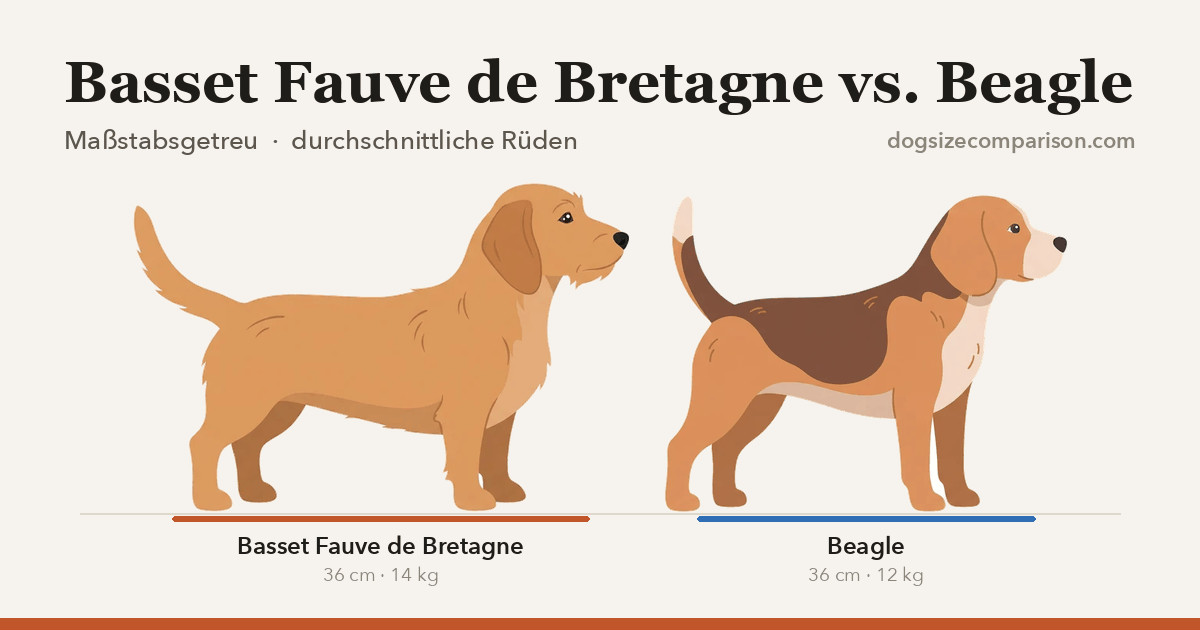 Basset Fauve de Bretagne vs. Beagle
Maßstabsgetreu · durchschnittliche Rüden
dogsizecomparison.com
Basset Fauve de Bretagne
36 cm · 14 kg
Beagle
36 cm · 12 kg